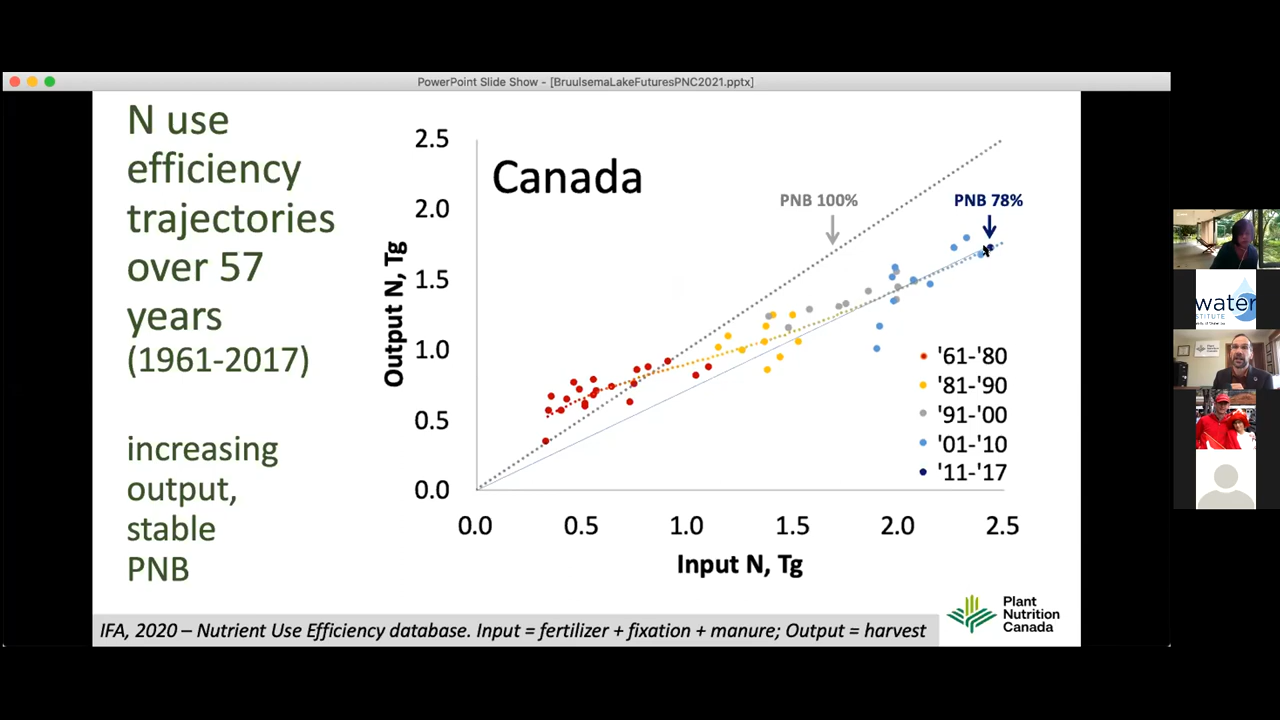 PowerPoint Slide Show - [BruulsemaLakeFuturesPNC2021.pptx]
N use
efficiency
trajectories
over 57
years
(1961-2017)
increasing
output,
stable
PNB
Canada
PNB 100%
PNB 78%
Output N, Tg
2.5
2.0
1.5
1.0
0.5
0.0
0.0 0.5 1.0 1.5 2.0 2.5
Input N, Tg
'61-'80
'81-'90
'91-'00
'01-'10
'11-'17
IFA, 2020 – Nutrient Use Efficiency database. Input = fertilizer + fixation + manure; Output = harvest
Plant
Nutrition
Canada
water